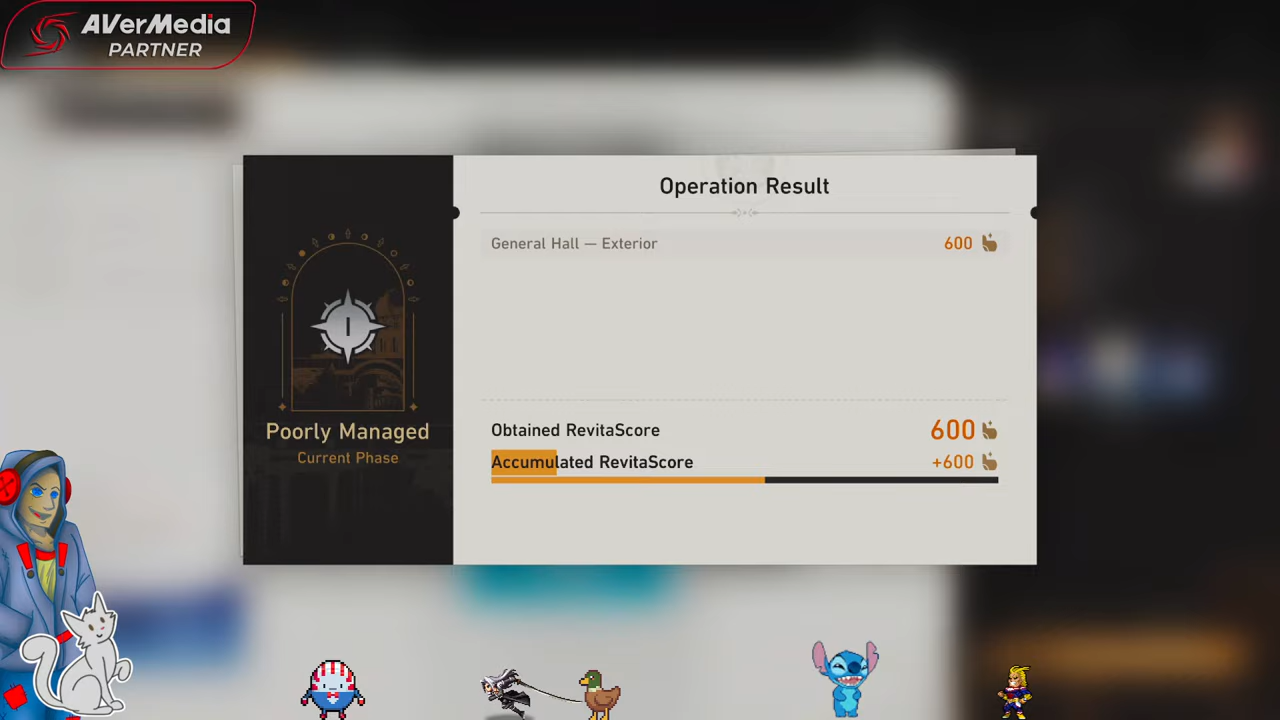 AVerMedia
PARTNER
Operation Result
General Hall — Exterior 600
I
Poorly Managed
Current Phase
Obtained RevitaScore 600
Accumulated RevitaScore +600